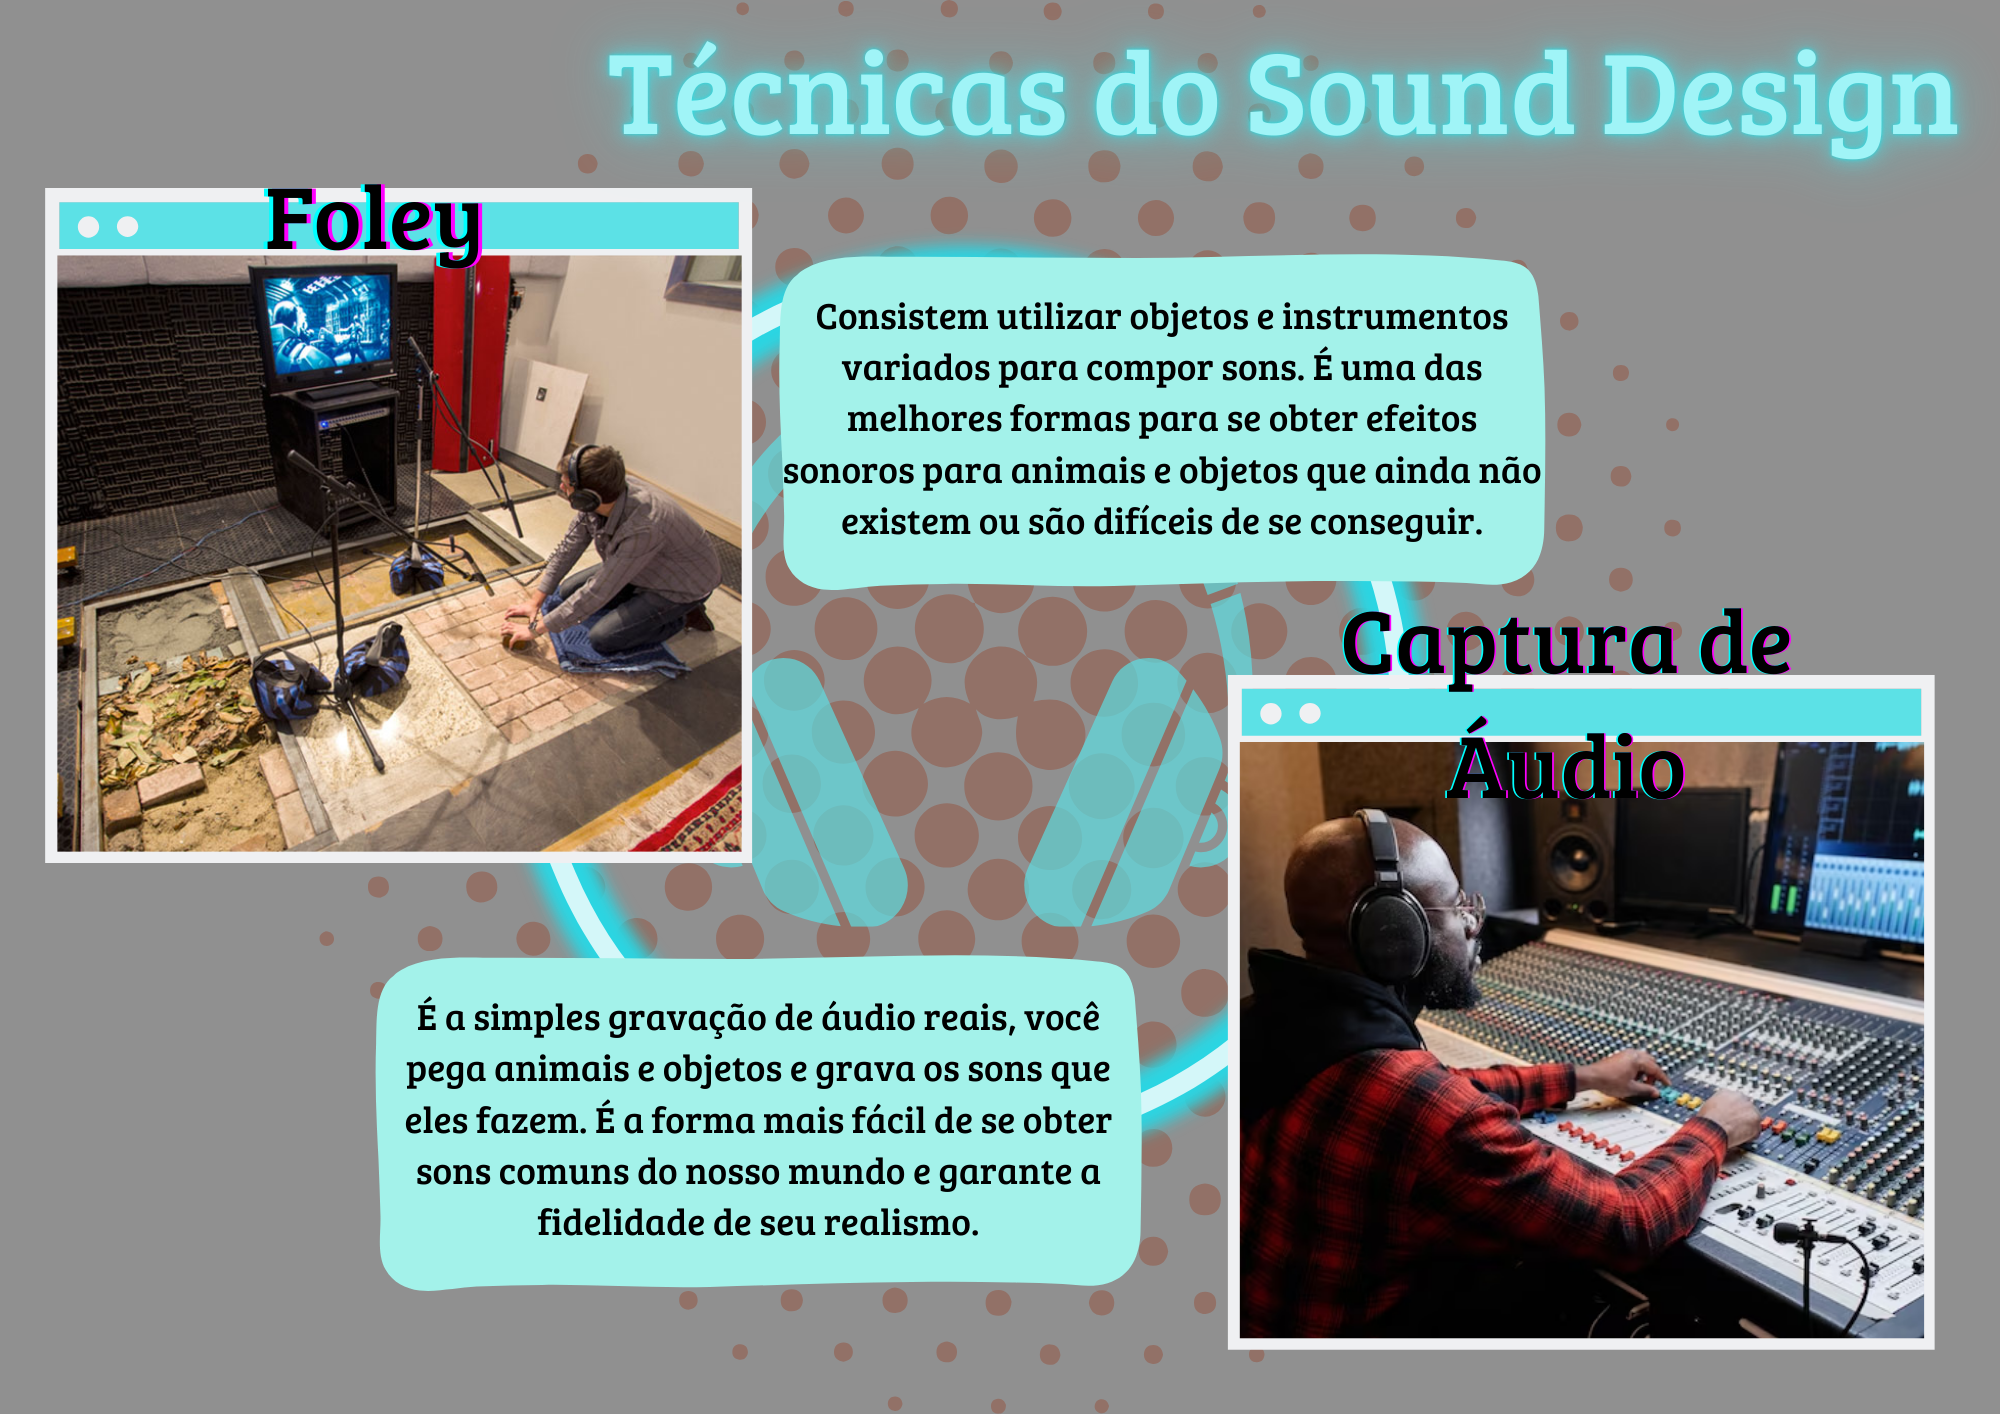 Técnicas do Sound Design
Foley
Consistem utilizar objetos e instrumentos
variados para compor sons. É uma das
melhores formas para se obter efeitos
sonoros para animais e objetos que ainda não
existem ou são difíceis de se conseguir.
Captura de
Áudio
É a simples gravação de áudio reais, você
pega animais e objetos e grava os sons que
eles fazem. É a forma mais fácil de se obter
sons comuns do nosso mundo e garante a
fidelidade de seu realismo.